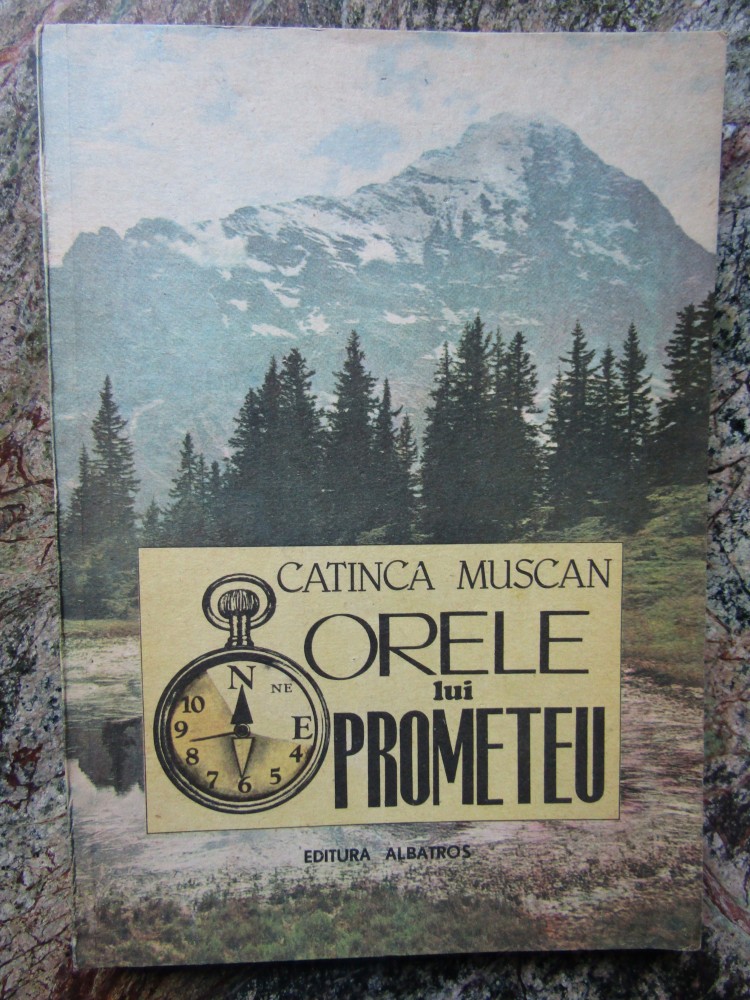 CATINCA MUSCAN
ORELE
lui
PROMETEU
N
NE
E
10
9
8
7
6
5
4
EDITURA ALBATROS